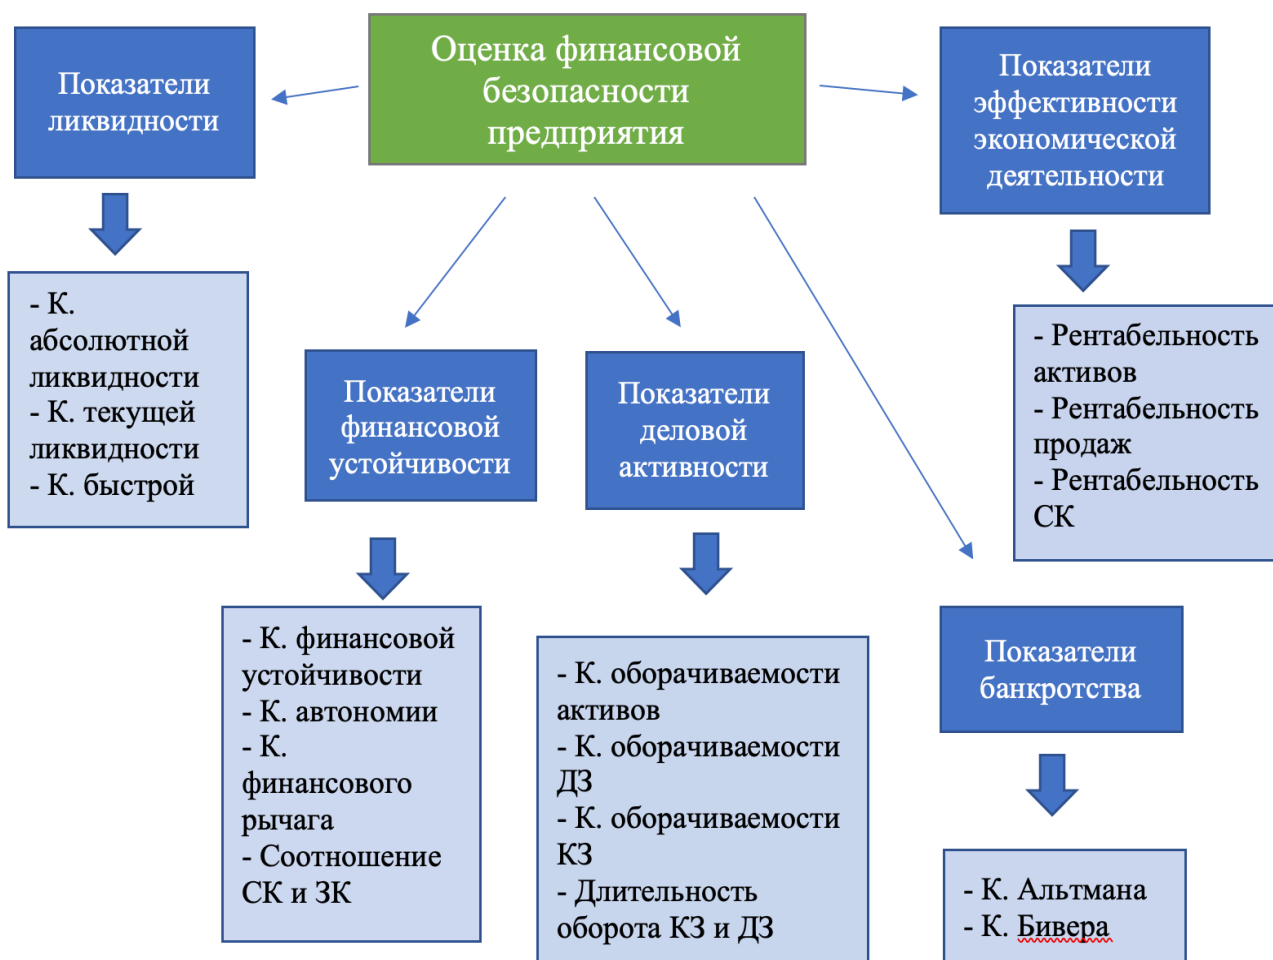 Оценка финансовой
безопасности
предприятия
Показатели
ликвидности
- К.
абсолютной
ликвидности
- К. текущей
ликвидности
- К. быстрой
Показатели
финансовой
устойчивости
- К. финансовой
устойчивости
- К. автономии
- К.
финансового
рычага
- Соотношение
СК и ЗК
Показатели
деловой
активности
- К. оборачиваемости
активов
- К. оборачиваемости
ДЗ
- К. оборачиваемости
КЗ
- Длительность
оборота КЗ и ДЗ
Показатели
банкротства
- К. Альтмана
- К. Бивера
Показатели
эффективности
экономической
деятельности
- Рентабельность
активов
- Рентабельность
продаж
- Рентабельность
СК